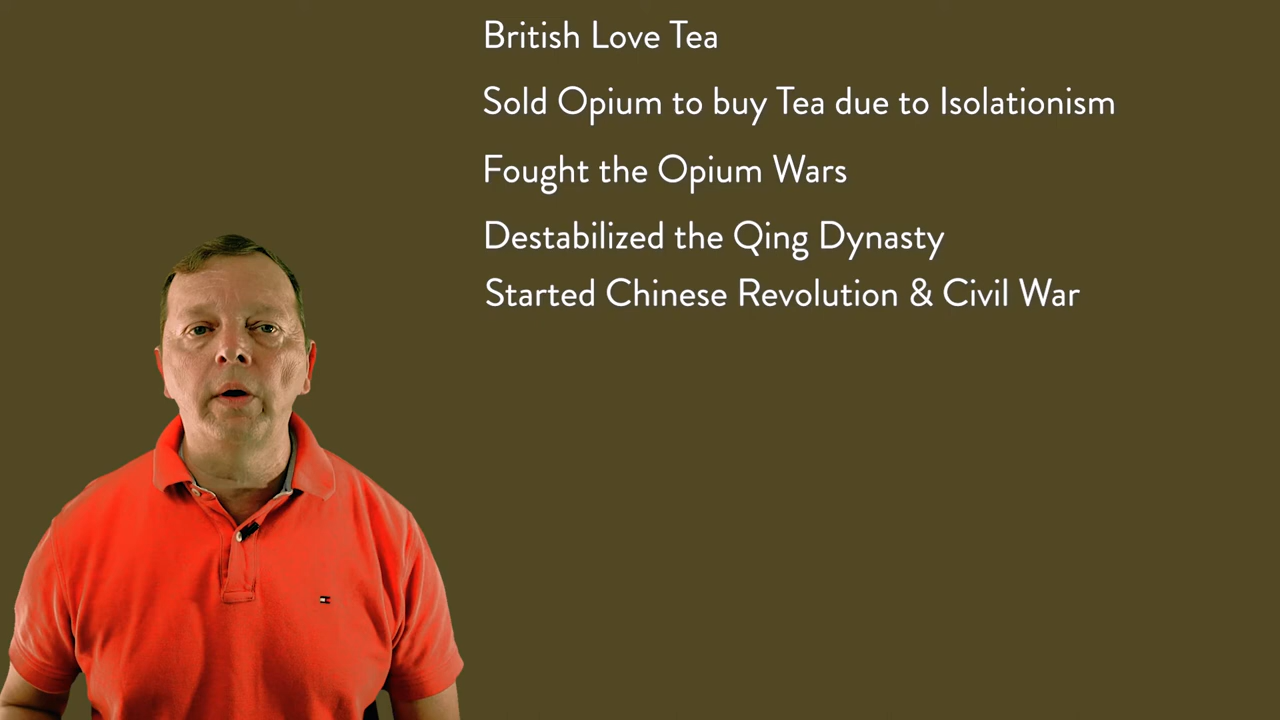 British Love Tea
Sold Opium to buy Tea due to Isolationism
Fought the Opium Wars
Destabilized the Qing Dynasty
Started Chinese Revolution & Civil War